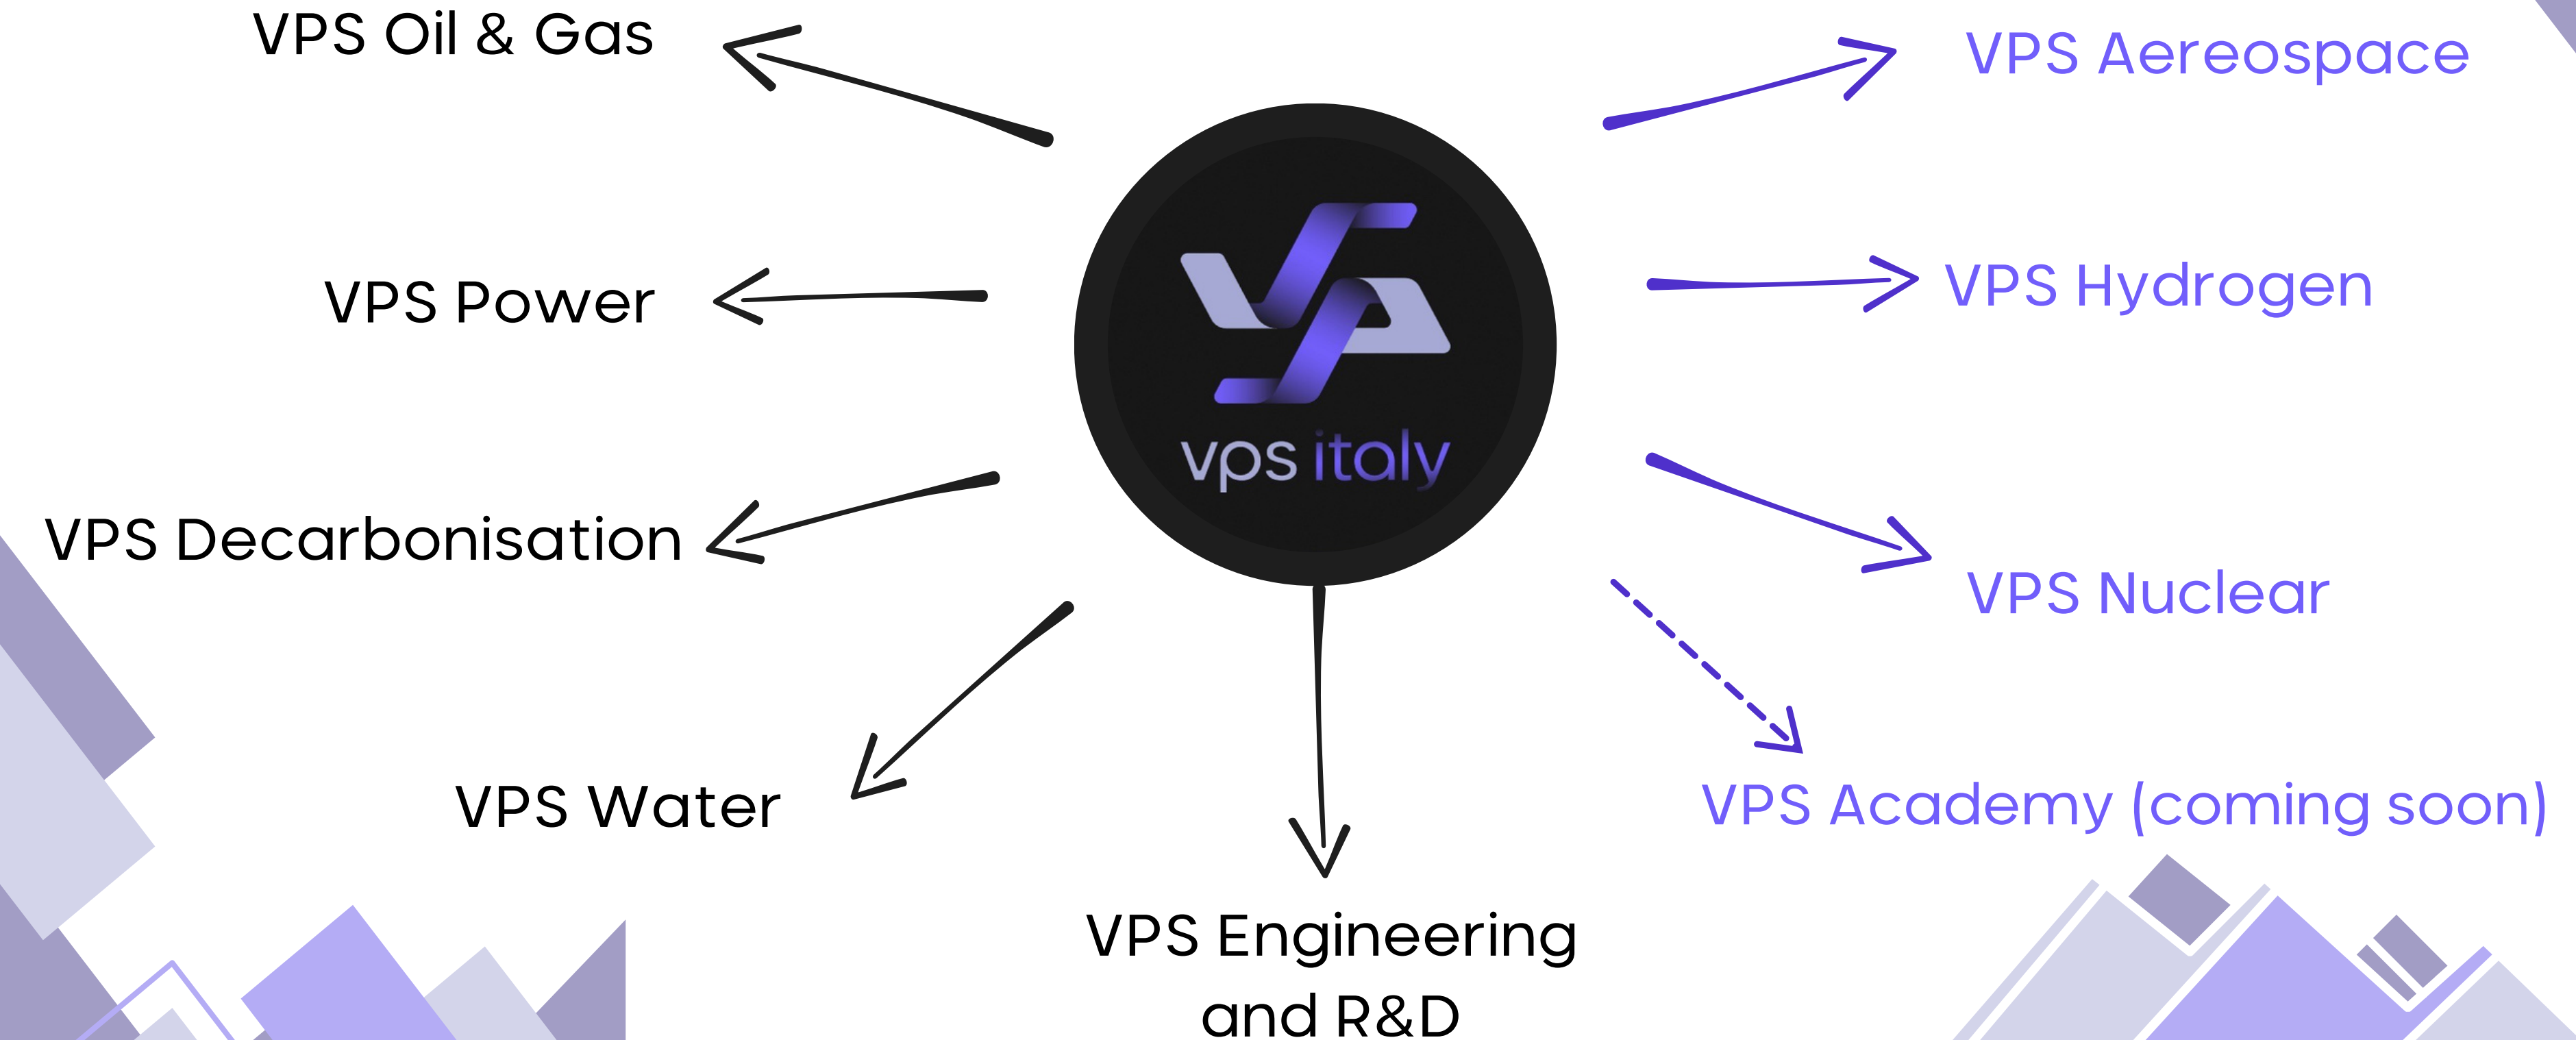 VPS Oil & Gas
VPS Aereospace
VPS Power
VPS Hydrogen
vps italy
VPS Decarbonisation
VPS Nuclear
VPS Water
VPS Academy (coming soon)
VPS Engineering
and R&D